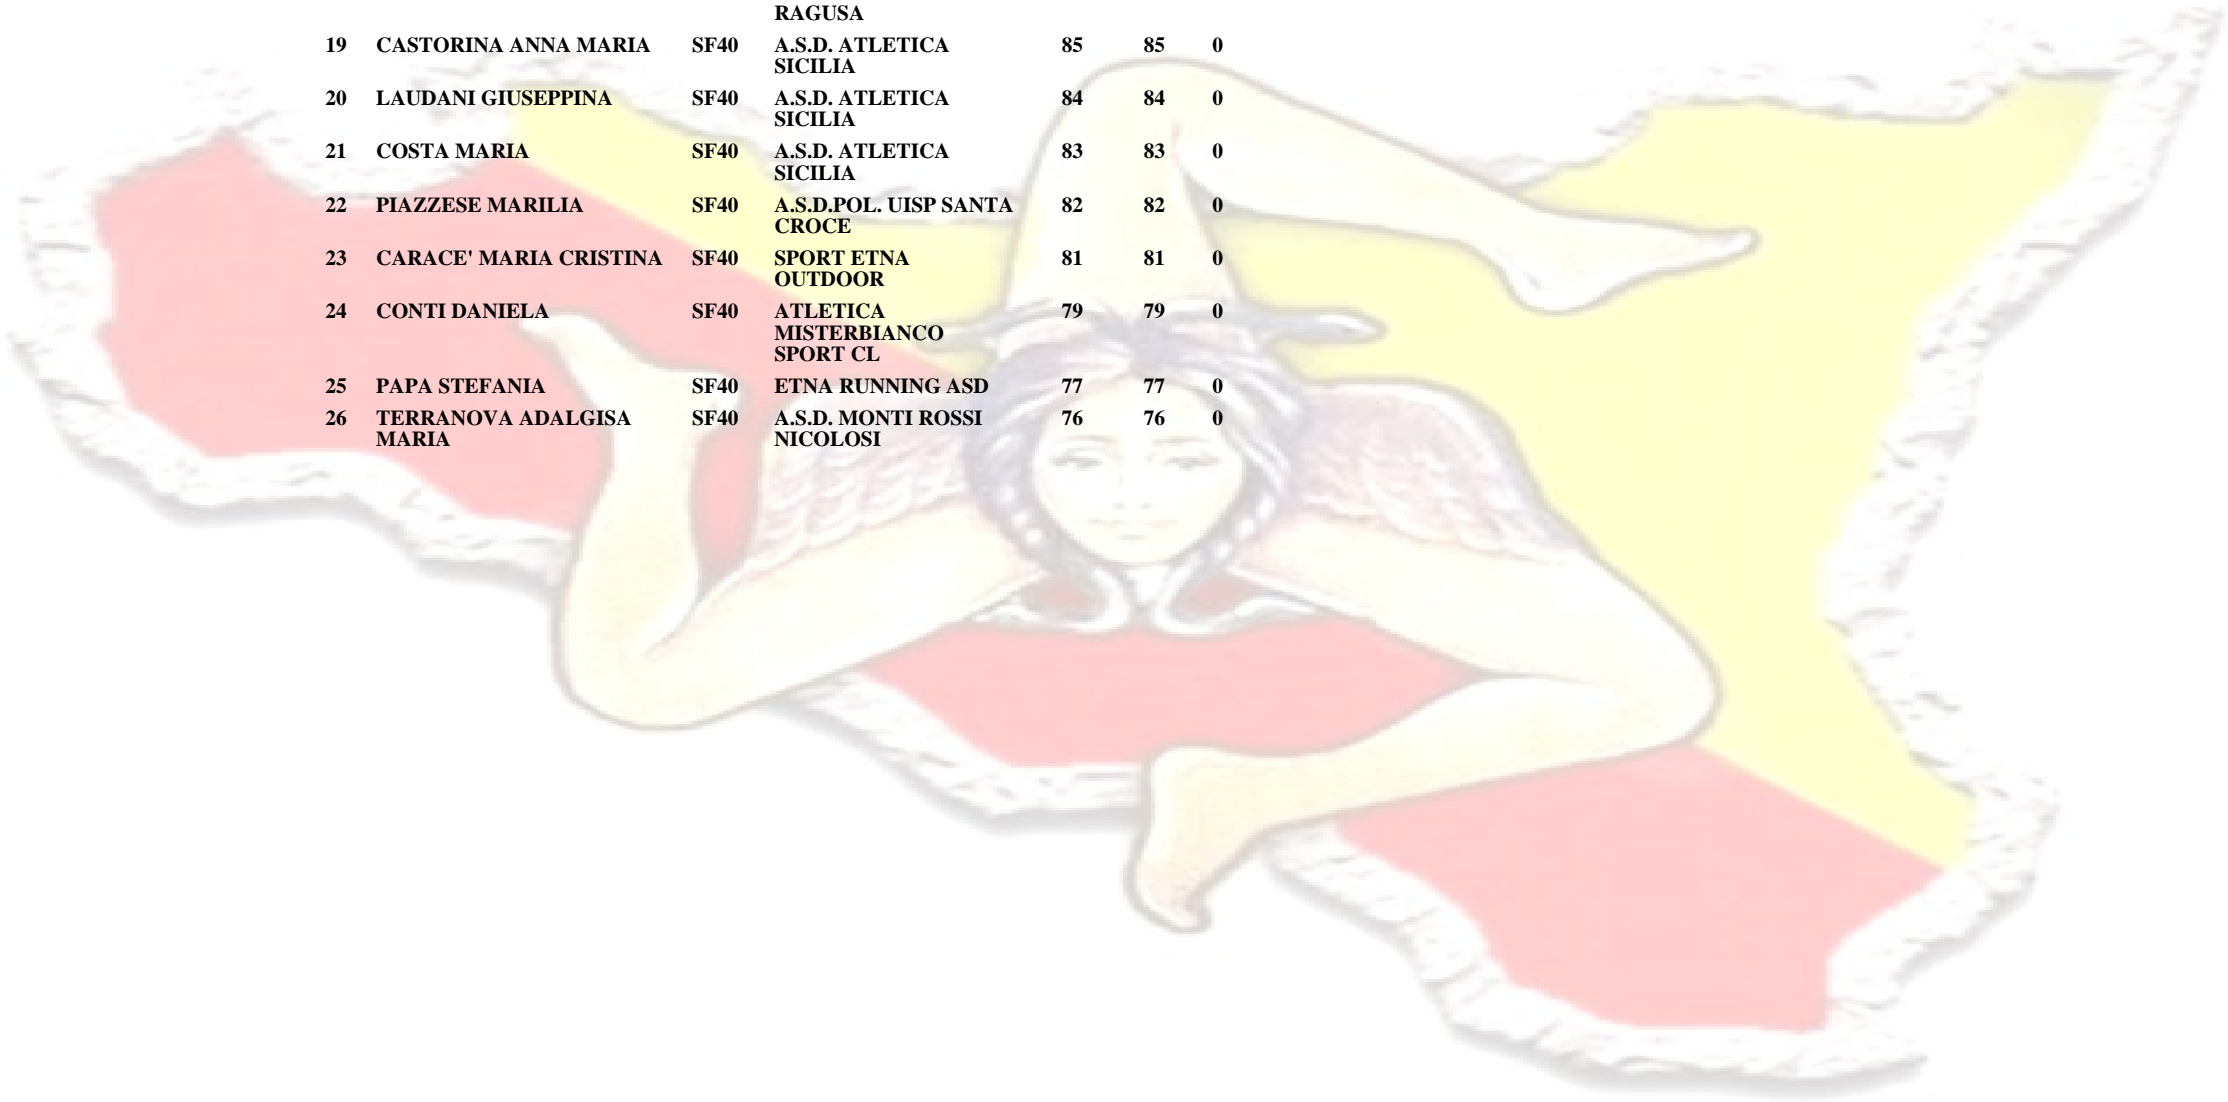 RAGUSA
19 CASTORINA ANNA MARIA SF40 A.S.D. ATLETICA 85 85 0
SICILIA
20 LAUDANI GIUSEPPINA SF40 A.S.D. ATLETICA 84 84 0
SICILIA
21 COSTA MARIA SF40 A.S.D. ATLETICA 83 83 0
SICILIA
22 PIAZZESE MARILIA SF40 A.S.D.POL. UISP SANTA 82 82 0
CROCE
23 CARACE' MARIA CRISTINA SF40 SPORT ETNA 81 81 0
OUTDOOR
24 CONTI DANIELA SF40 ATLETICA 79 79 0
MISTERBIANCO
SPORT CL
25 PAPA STEFANIA SF40 ETNA RUNNING ASD 77 77 0
26 TERRANOVA ADALGISA SF40 A.S.D. MONTI ROSSI 76 76 0
MARIA NICOLOSI